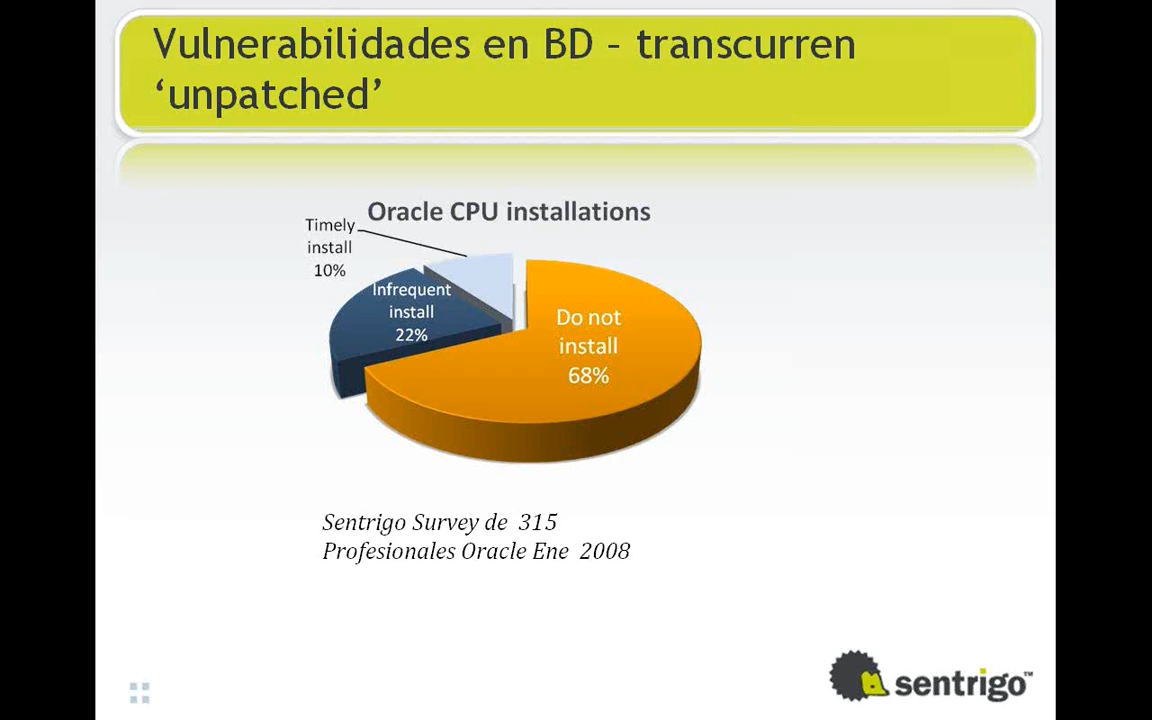 Vulnerabilidades en BD – transcurren
‘unpatched’
Oracle CPU installations
Timely
install
10%
Infrequent
install
22%
Do not
install
68%
Sentrigo Survey de 315
Profesionales Oracle Ene 2008
sentrigo™